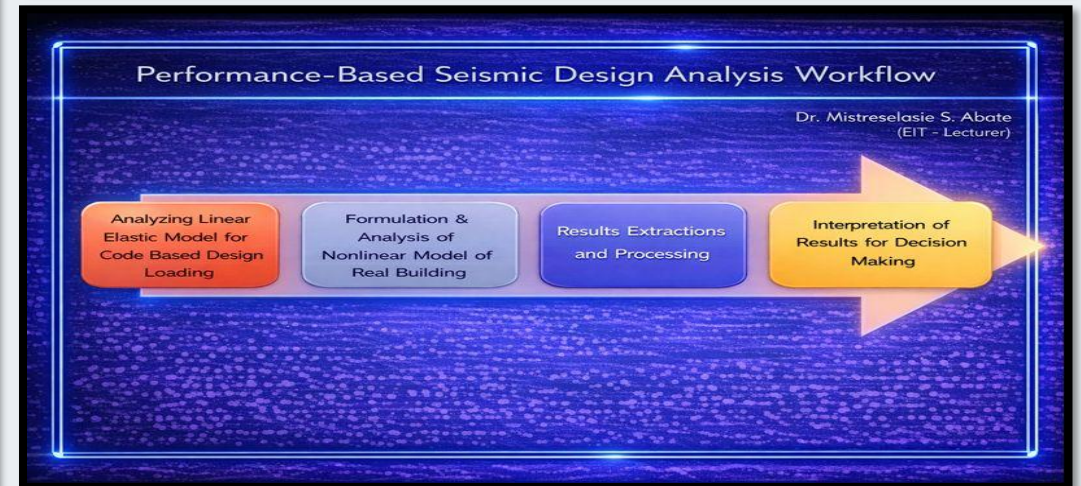 Performance-Based Seismic Design Analysis Workflow
Dr. Mistreselasie S. Abate
(EIT - Lecturer)
Analyzing Linear
Elastic Model for
Code Based Design
Loading
Formulation &
Analysis of
Nonlinear Model of
Real Building
Results Extractions
and Processing
Interpretation of
Results for Decision
Making